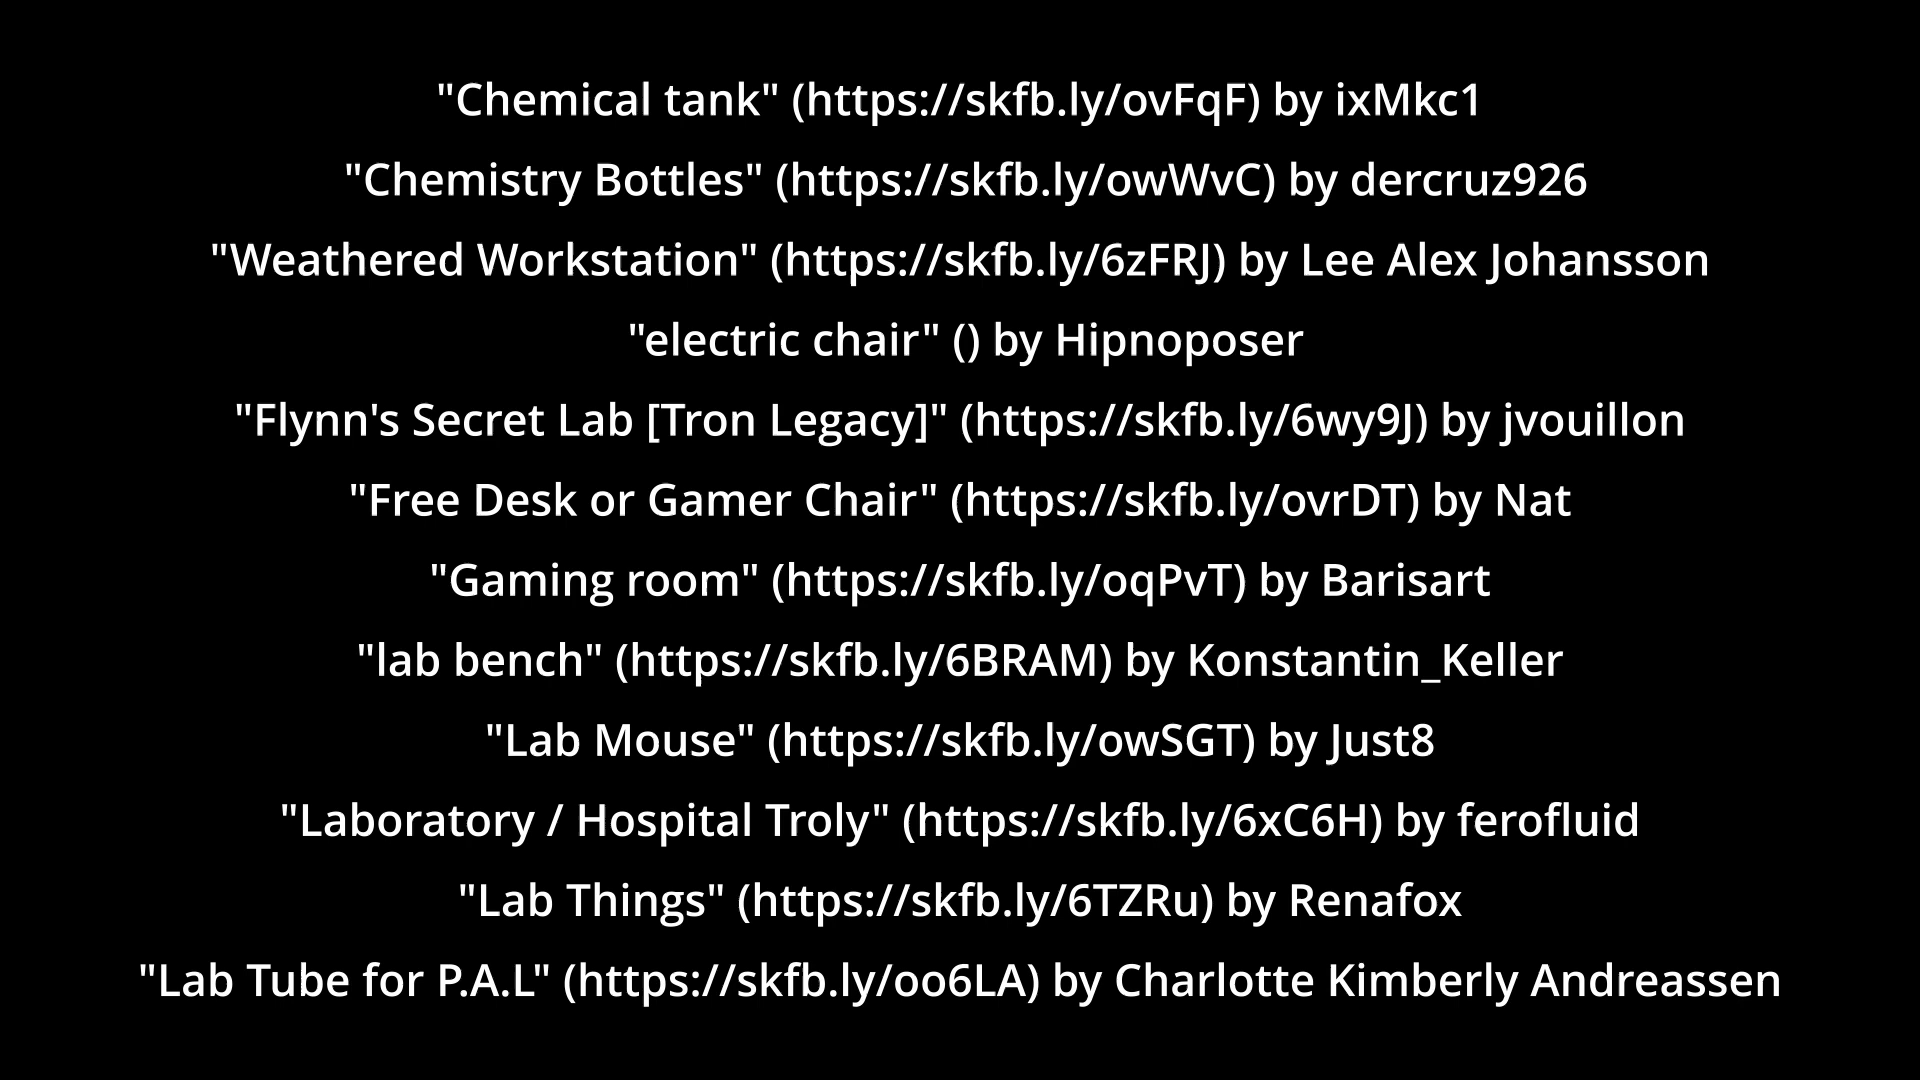 "Chemical tank" (https://skfb.ly/ovFqF) by ixMkc1
"Chemistry Bottles" (https://skfb.ly/owWvC) by dercruz926
"Weathered Workstation" (https://skfb.ly/6zFRJ) by Lee Alex Johansson
"electric chair" () by Hipnoposer
"Flynn's Secret Lab [Tron Legacy]" (https://skfb.ly/6wy9J) by jvouillon
"Free Desk or Gamer Chair" (https://skfb.ly/ovrDT) by Nat
"Gaming room" (https://skfb.ly/oqPvT) by Barisart
"lab bench" (https://skfb.ly/6BRAM) by Konstantin_Keller
"Lab Mouse" (https://skfb.ly/owSGT) by Just8
"Laboratory / Hospital Troly" (https://skfb.ly/6xC6H) by ferofluid
"Lab Things" (https://skfb.ly/6TZRu) by Renafox
"Lab Tube for P.A.L" (https://skfb.ly/oo6LA) by Charlotte Kimberly Andreassen